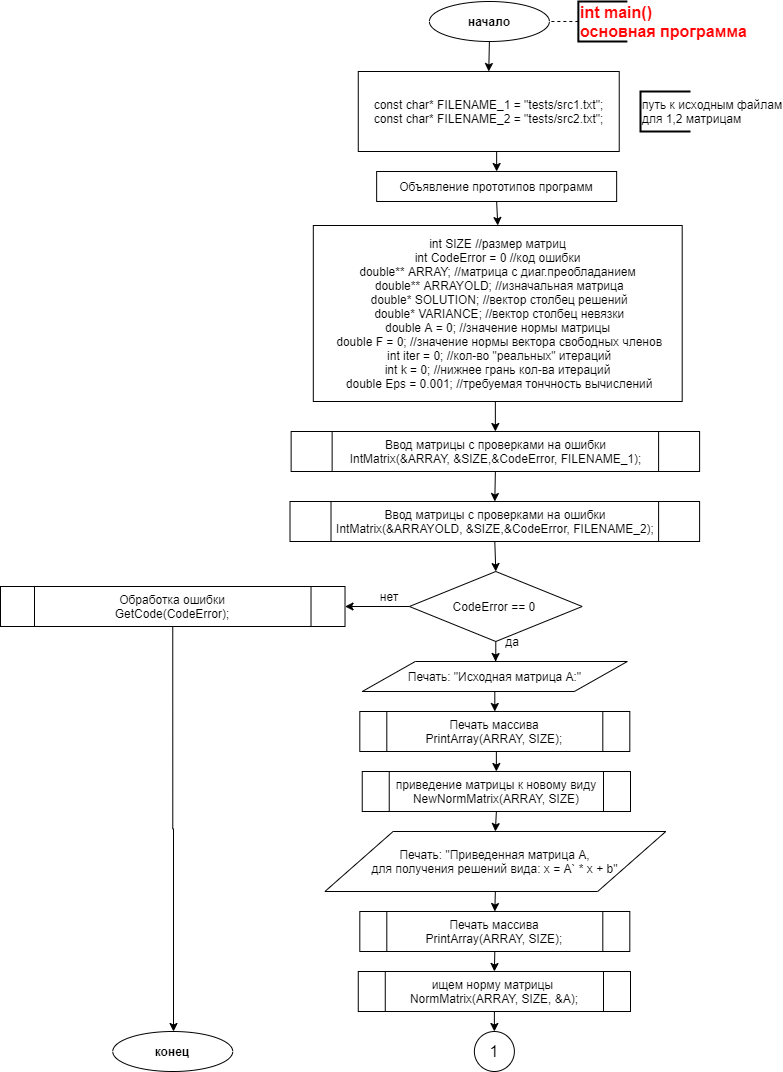 начало
int main()
основная программа
const char* FILENAME_1 = "tests/src1.txt";
const char* FILENAME_2 = "tests/src2.txt";
путь к исходным файлам
для 1,2 матрицам
Объявление прототипов программ
int SIZE //размер матриц
int CodeError = 0 //код ошибки
double** ARRAY; //матрица с диаг.преобладанием
double** ARRAYOLD; //изначальная матрица
double* SOLUTION; //вектор столбец решений
double* VARIANCE; //вектор столбец невязки
double A = 0; //значение нормы матрицы
double F = 0; //значение нормы вектора свободных членов
int iter = 0; //кол-во "реальных" итераций
int k = 0; //нижнее грань кол-ва итераций
double Eps = 0.001; //требуемая тончность вычислений
Ввод матрицы с проверками на ошибки
IntMatrix(&ARRAY, &SIZE,&CodeError, FILENAME_1);
Ввод матрицы с проверками на ошибки
IntMatrix(&ARRAYOLD, &SIZE,&CodeError, FILENAME_2);
CodeError == 0
нет
Обработка ошибки
GetCode(CodeError);
да
Печать: "Исходная матрица A:"
Печать массива
PrintArray(ARRAY, SIZE);
приведение матрицы к новому виду
NewNormMatrix(ARRAY, SIZE)
Печать: "Приведенная матрица A,
для получения решений вида: x = A` * x + b"
Печать массива
PrintArray(ARRAY, SIZE);
ищем норму матрицы
NormMatrix(ARRAY, SIZE, &A);
конец
1